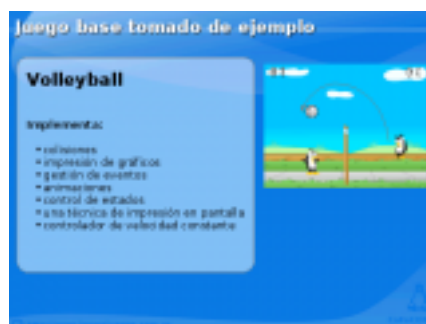 Juego base tomado de ejemplo
Volleyball
Implementa:
• colisiones
• impresión de gráficos
• gestión de eventos
• animaciones
• control de estados
• una técnica de impresión en pantalla
• controlador de velocidad constante